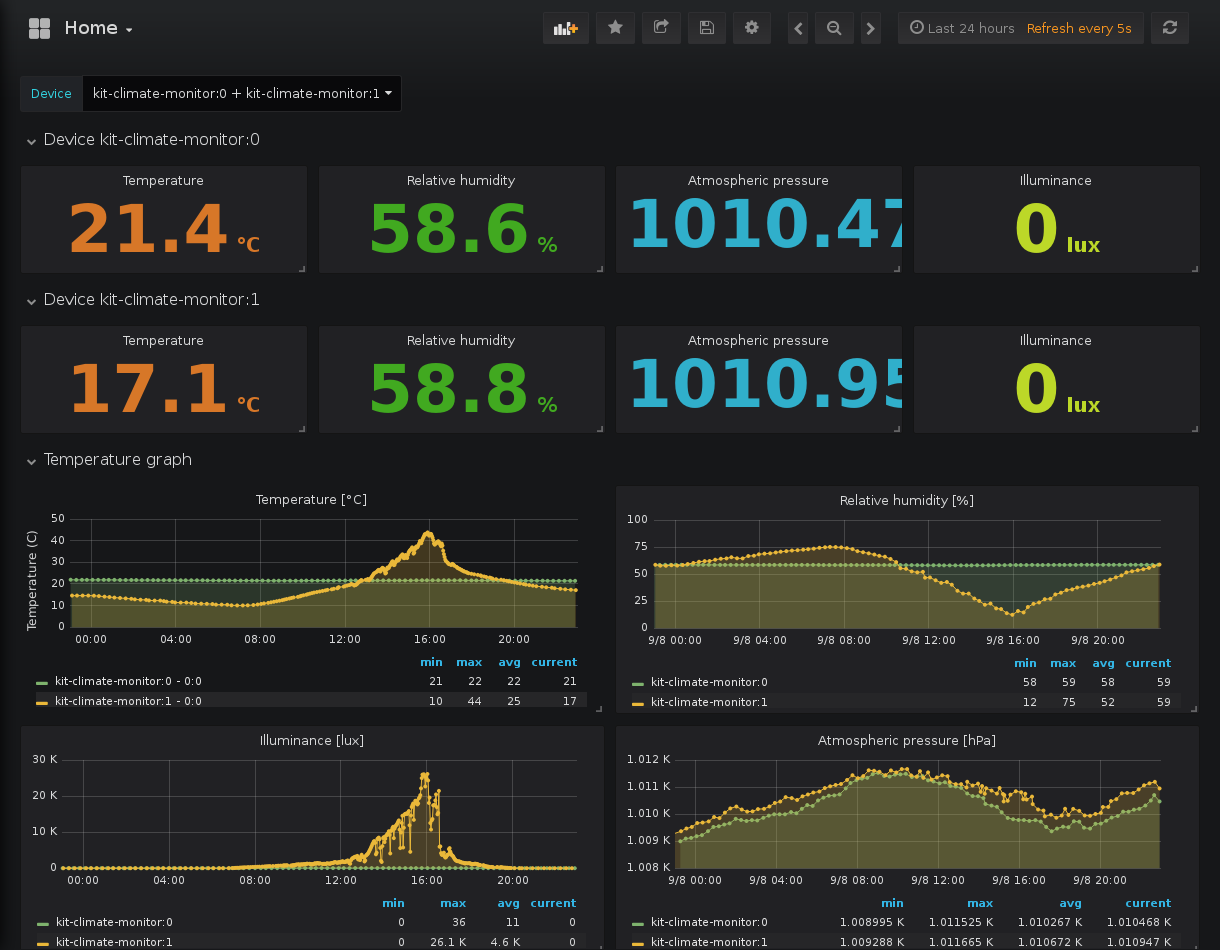 Home
Last 24 hours Refresh every 5s
Device kit-climate-monitor:0 + kit-climate-monitor:1
Device kit-climate-monitor:0
Temperature Relative humidity Atmospheric pressure Illuminance
21.4 °C 58.6 % 1010.47 0 lux
Device kit-climate-monitor:1
Temperature Relative humidity Atmospheric pressure Illuminance
17.1 °C 58.8 % 1010.95 0 lux
Temperature graph
Temperature [°C]
Temperature (C)
50
40
30
20
10
0
00:00 04:00 08:00 12:00 16:00 20:00
min max avg current
kit-climate-monitor:0 - 0:0 21 22 22 21
kit-climate-monitor:1 - 0:0 10 44 25 17
Relative humidity [%]
100
75
50
25
0
9/8 00:00 9/8 04:00 9/8 08:00 9/8 12:00 9/8 16:00 9/8 20:00
min max avg current
kit-climate-monitor:0 58 59 58 59
kit-climate-monitor:1 12 75 52 59
Illuminance [lux]
30 K
20 K
10 K
0
00:00 04:00 08:00 12:00 16:00 20:00
min max avg current
kit-climate-monitor:0 0 36 11 0
kit-climate-monitor:1 0 26.1 K 4.6 K 0
Atmospheric pressure [hPa]
1.012 K
1.011 K
1.010 K
1.009 K
1.008 K
9/8 00:00 9/8 04:00 9/8 08:00 9/8 12:00 9/8 16:00 9/8 20:00
min max avg current
kit-climate-monitor:0 1.008995 K 1.011525 K 1.010267 K 1.010468 K
kit-climate-monitor:1 1.009288 K 1.011665 K 1.010672 K 1.010947 K